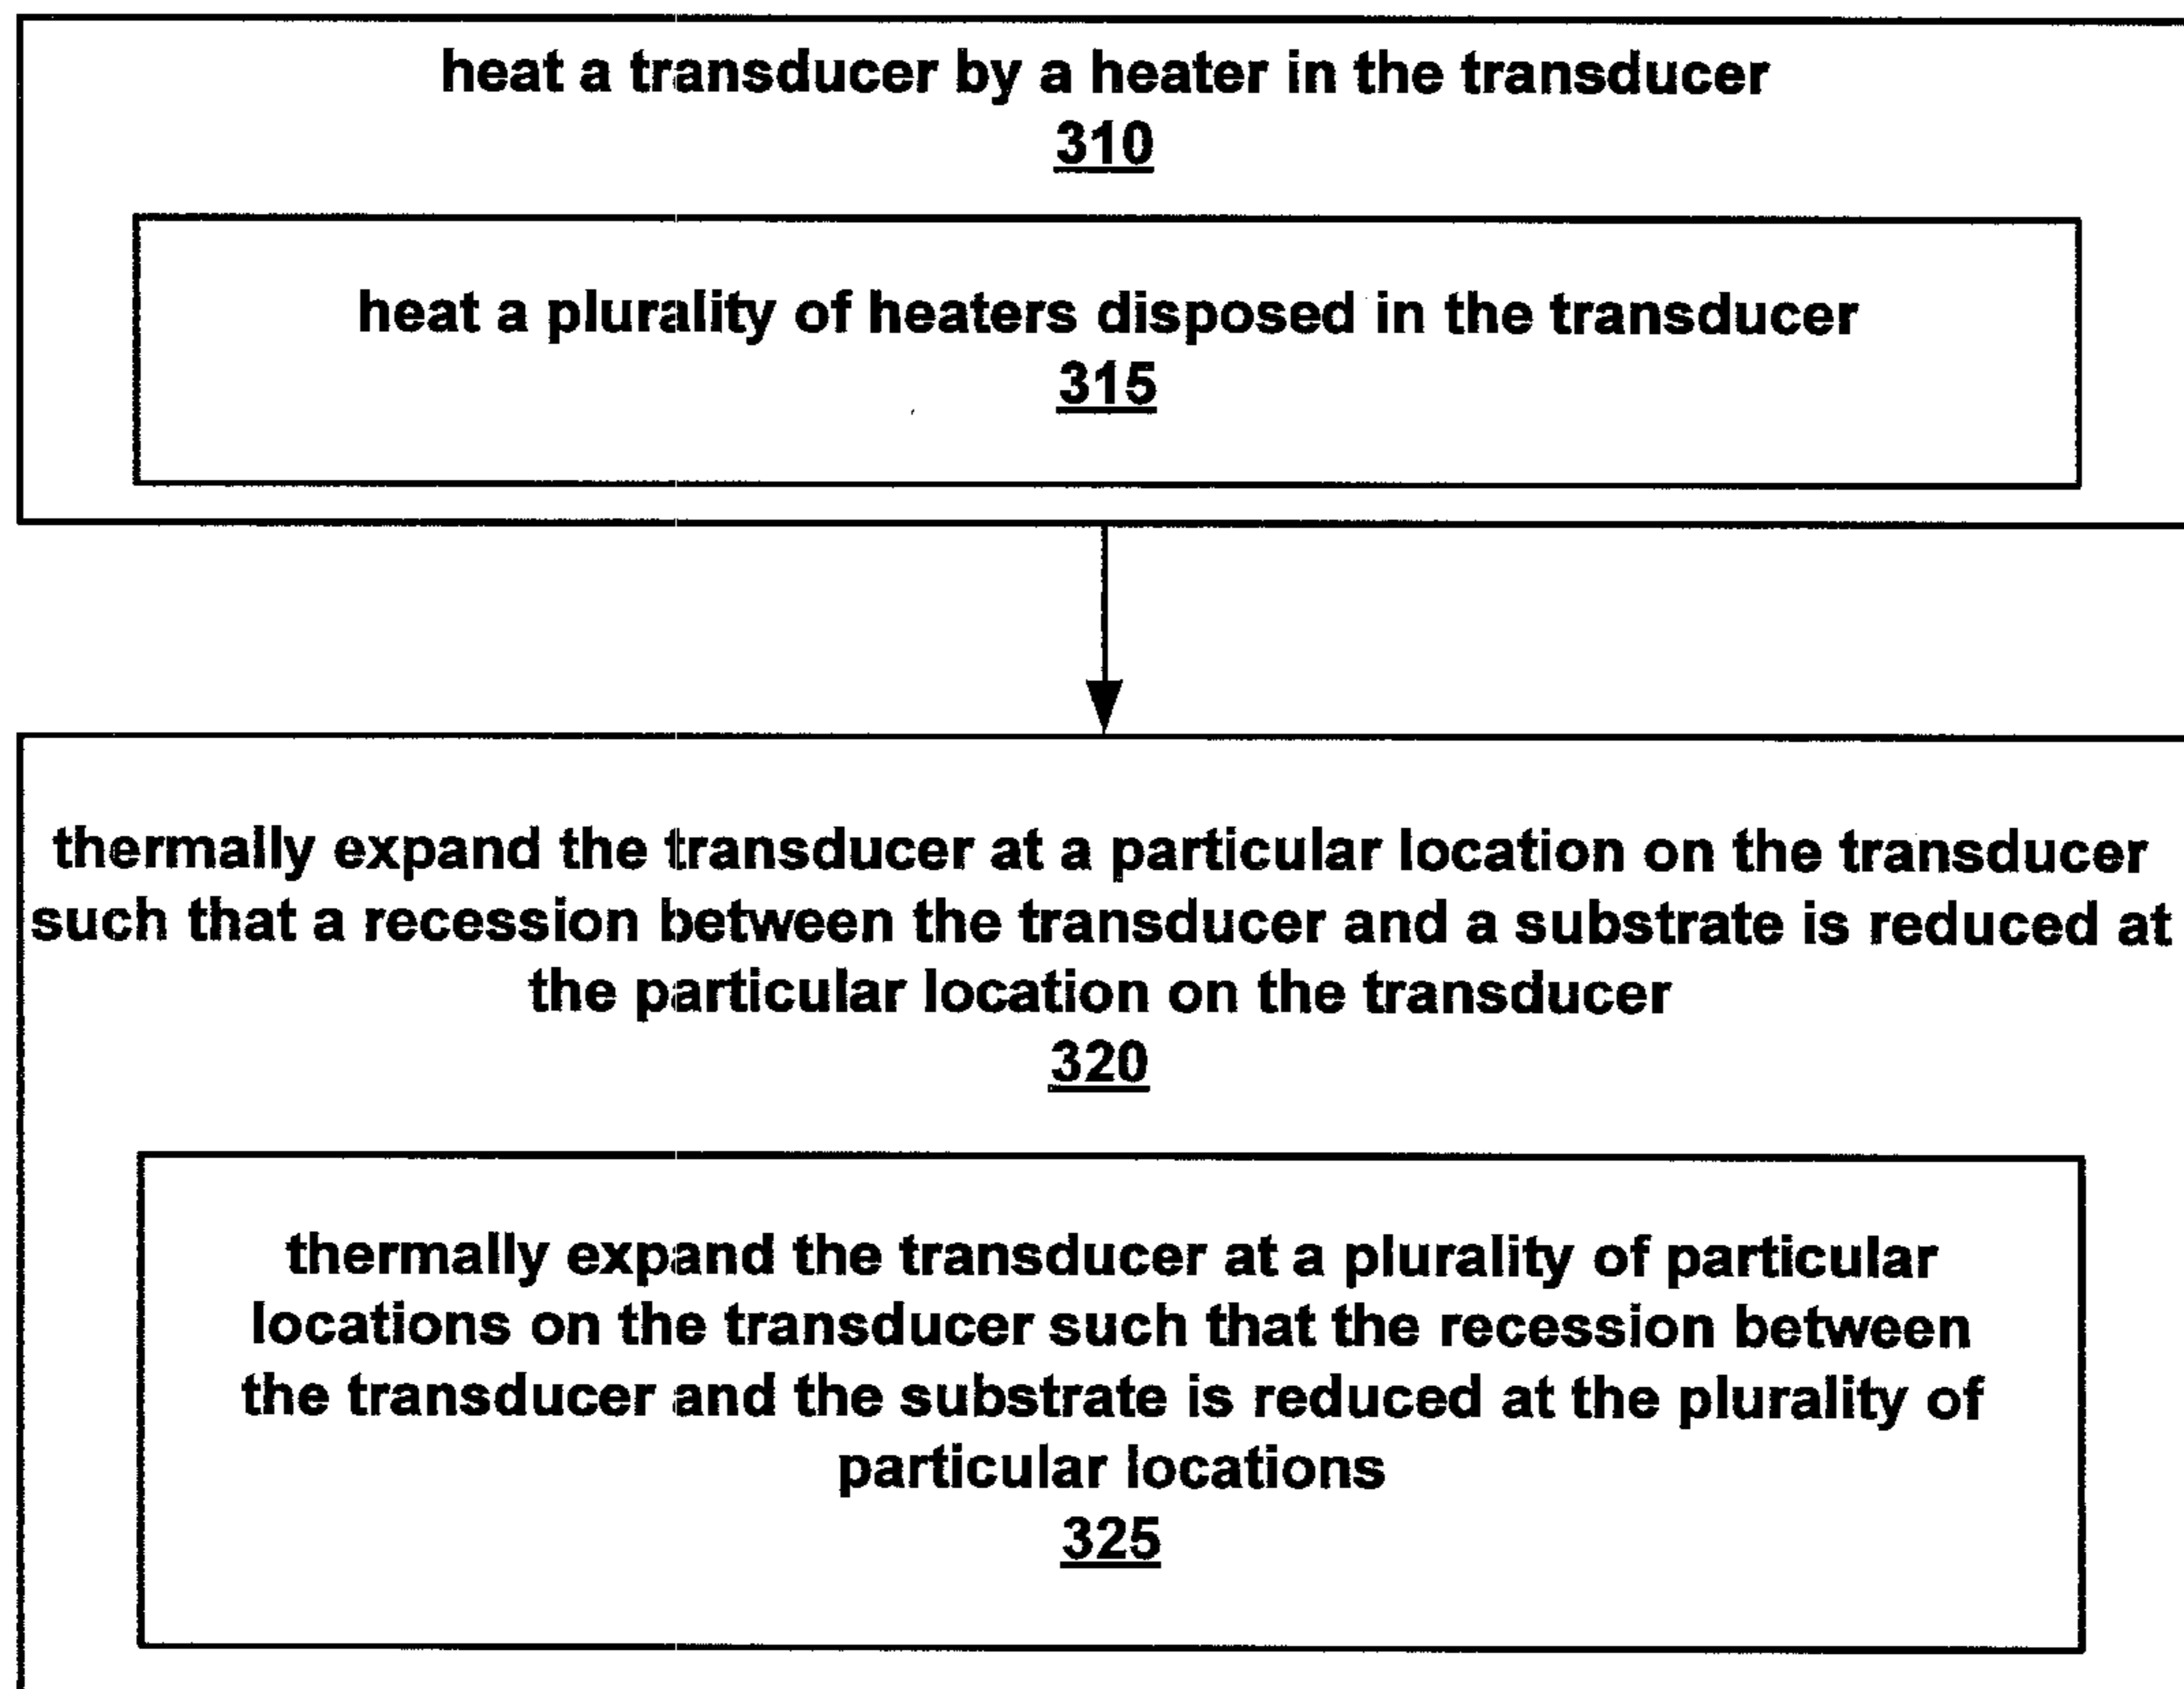 heat a transducer by a heater in the transducer
310
heat a plurality of heaters disposed in the transducer
315
thermally expand the transducer at a particular location on the transducer
such that a recession between the transducer and a substrate is reduced at
the particular location on the transducer
320
thermally expand the transducer at a plurality of particular
locations on the transducer such that the recession between
the transducer and the substrate is reduced at the plurality of
particular locations
325